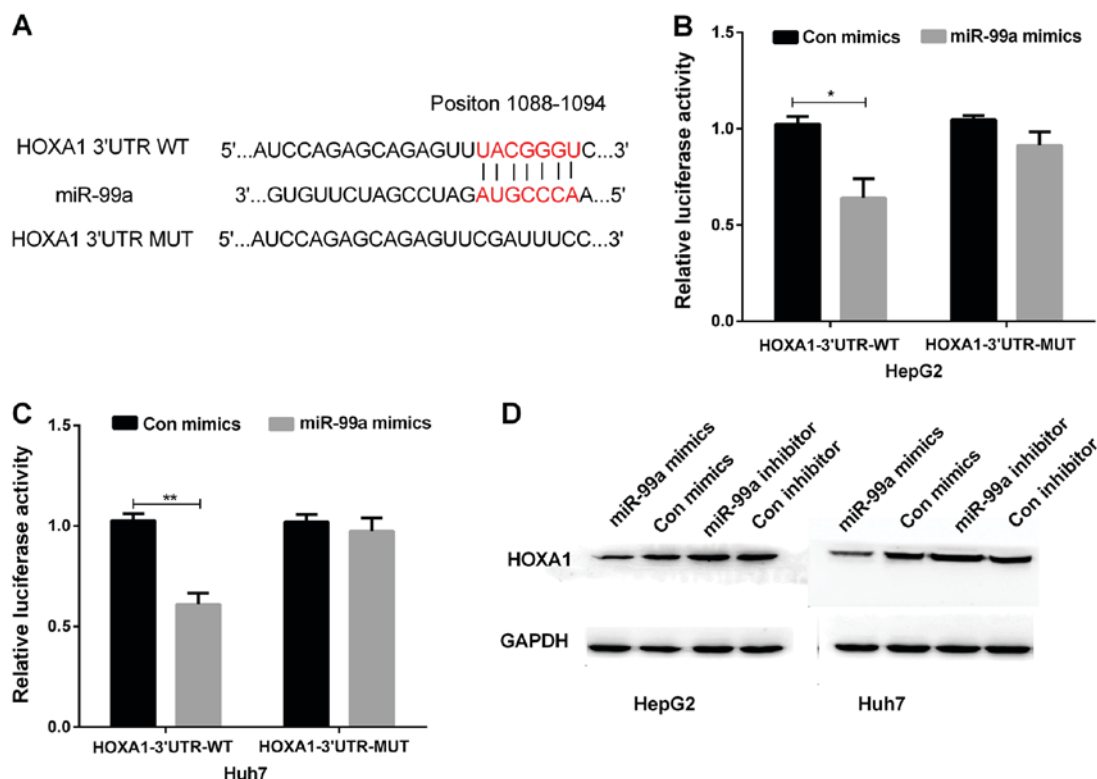 A
Positon 1088-1094
HOXA1 3'UTR WT 5'...AUCCAGAGCAGAGUUUACGGGUC...3'
miR-99a 3'...GUGUUCUAGCCUAGAUGCCCAA...5'
HOXA1 3'UTR MUT 5'...AUCCAGAGCAGAGUUCGAUUUCC...3'
B
Con mimics miR-99a mimics
Relative luciferase activity
1.5
1.0
0.5
0.0
*
HOXA1-3'UTR-WT HOXA1-3'UTR-MUT
HepG2
C
Con mimics miR-99a mimics
Relative luciferase activity
1.5
1.0
0.5
0.0
**
HOXA1-3'UTR-WT HOXA1-3'UTR-MUT
Huh7
D
miR-99a mimics
Con mimics
miR-99a inhibitor
Con inhibitor
miR-99a mimics
Con mimics
miR-99a inhibitor
Con inhibitor
HOXA1
GAPDH
HepG2 Huh7